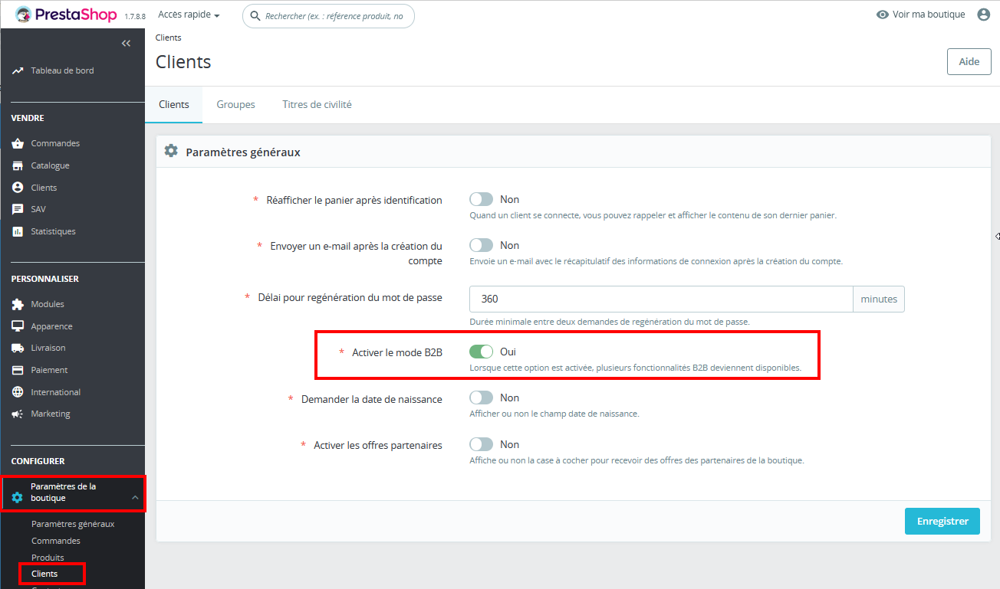 PrestaShop 1.7.8.8
Accès rapide
Rechercher (ex. : référence produit, no
Voir ma boutique
Clients
Clients
Aide
Clients
Groupes
Titres de civilité
Tableau de bord
VENDRE
Commandes
Catalogue
Clients
SAV
Statistiques
PERSONNALISER
Modules
Apparence
Livraison
Paiement
International
Marketing
CONFIGURER
Paramètres de la
boutique
Paramètres généraux
Commandes
Produits
Clients
Paramètres généraux
* Réafficher le panier après identification
Non
Quand un client se connecte, vous pouvez rappeler et afficher le contenu de son dernier panier.
* Envoyer un e-mail après la création du
compte
Non
Envoie un e-mail avec le récapitulatif des informations de connexion après la création du compte.
* Délai pour regénération du mot de passe
360
minutes
Durée minimale entre deux demandes de regénération du mot de passe.
* Activer le mode B2B
Oui
Lorsque cette option est activée, plusieurs fonctionnalités B2B deviennent disponibles.
* Demander la date de naissance
Non
Afficher ou non le champ date de naissance.
* Activer les offres partenaires
Non
Affiche ou non la case à cocher pour recevoir des offres des partenaires de la boutique.
Enregistrer